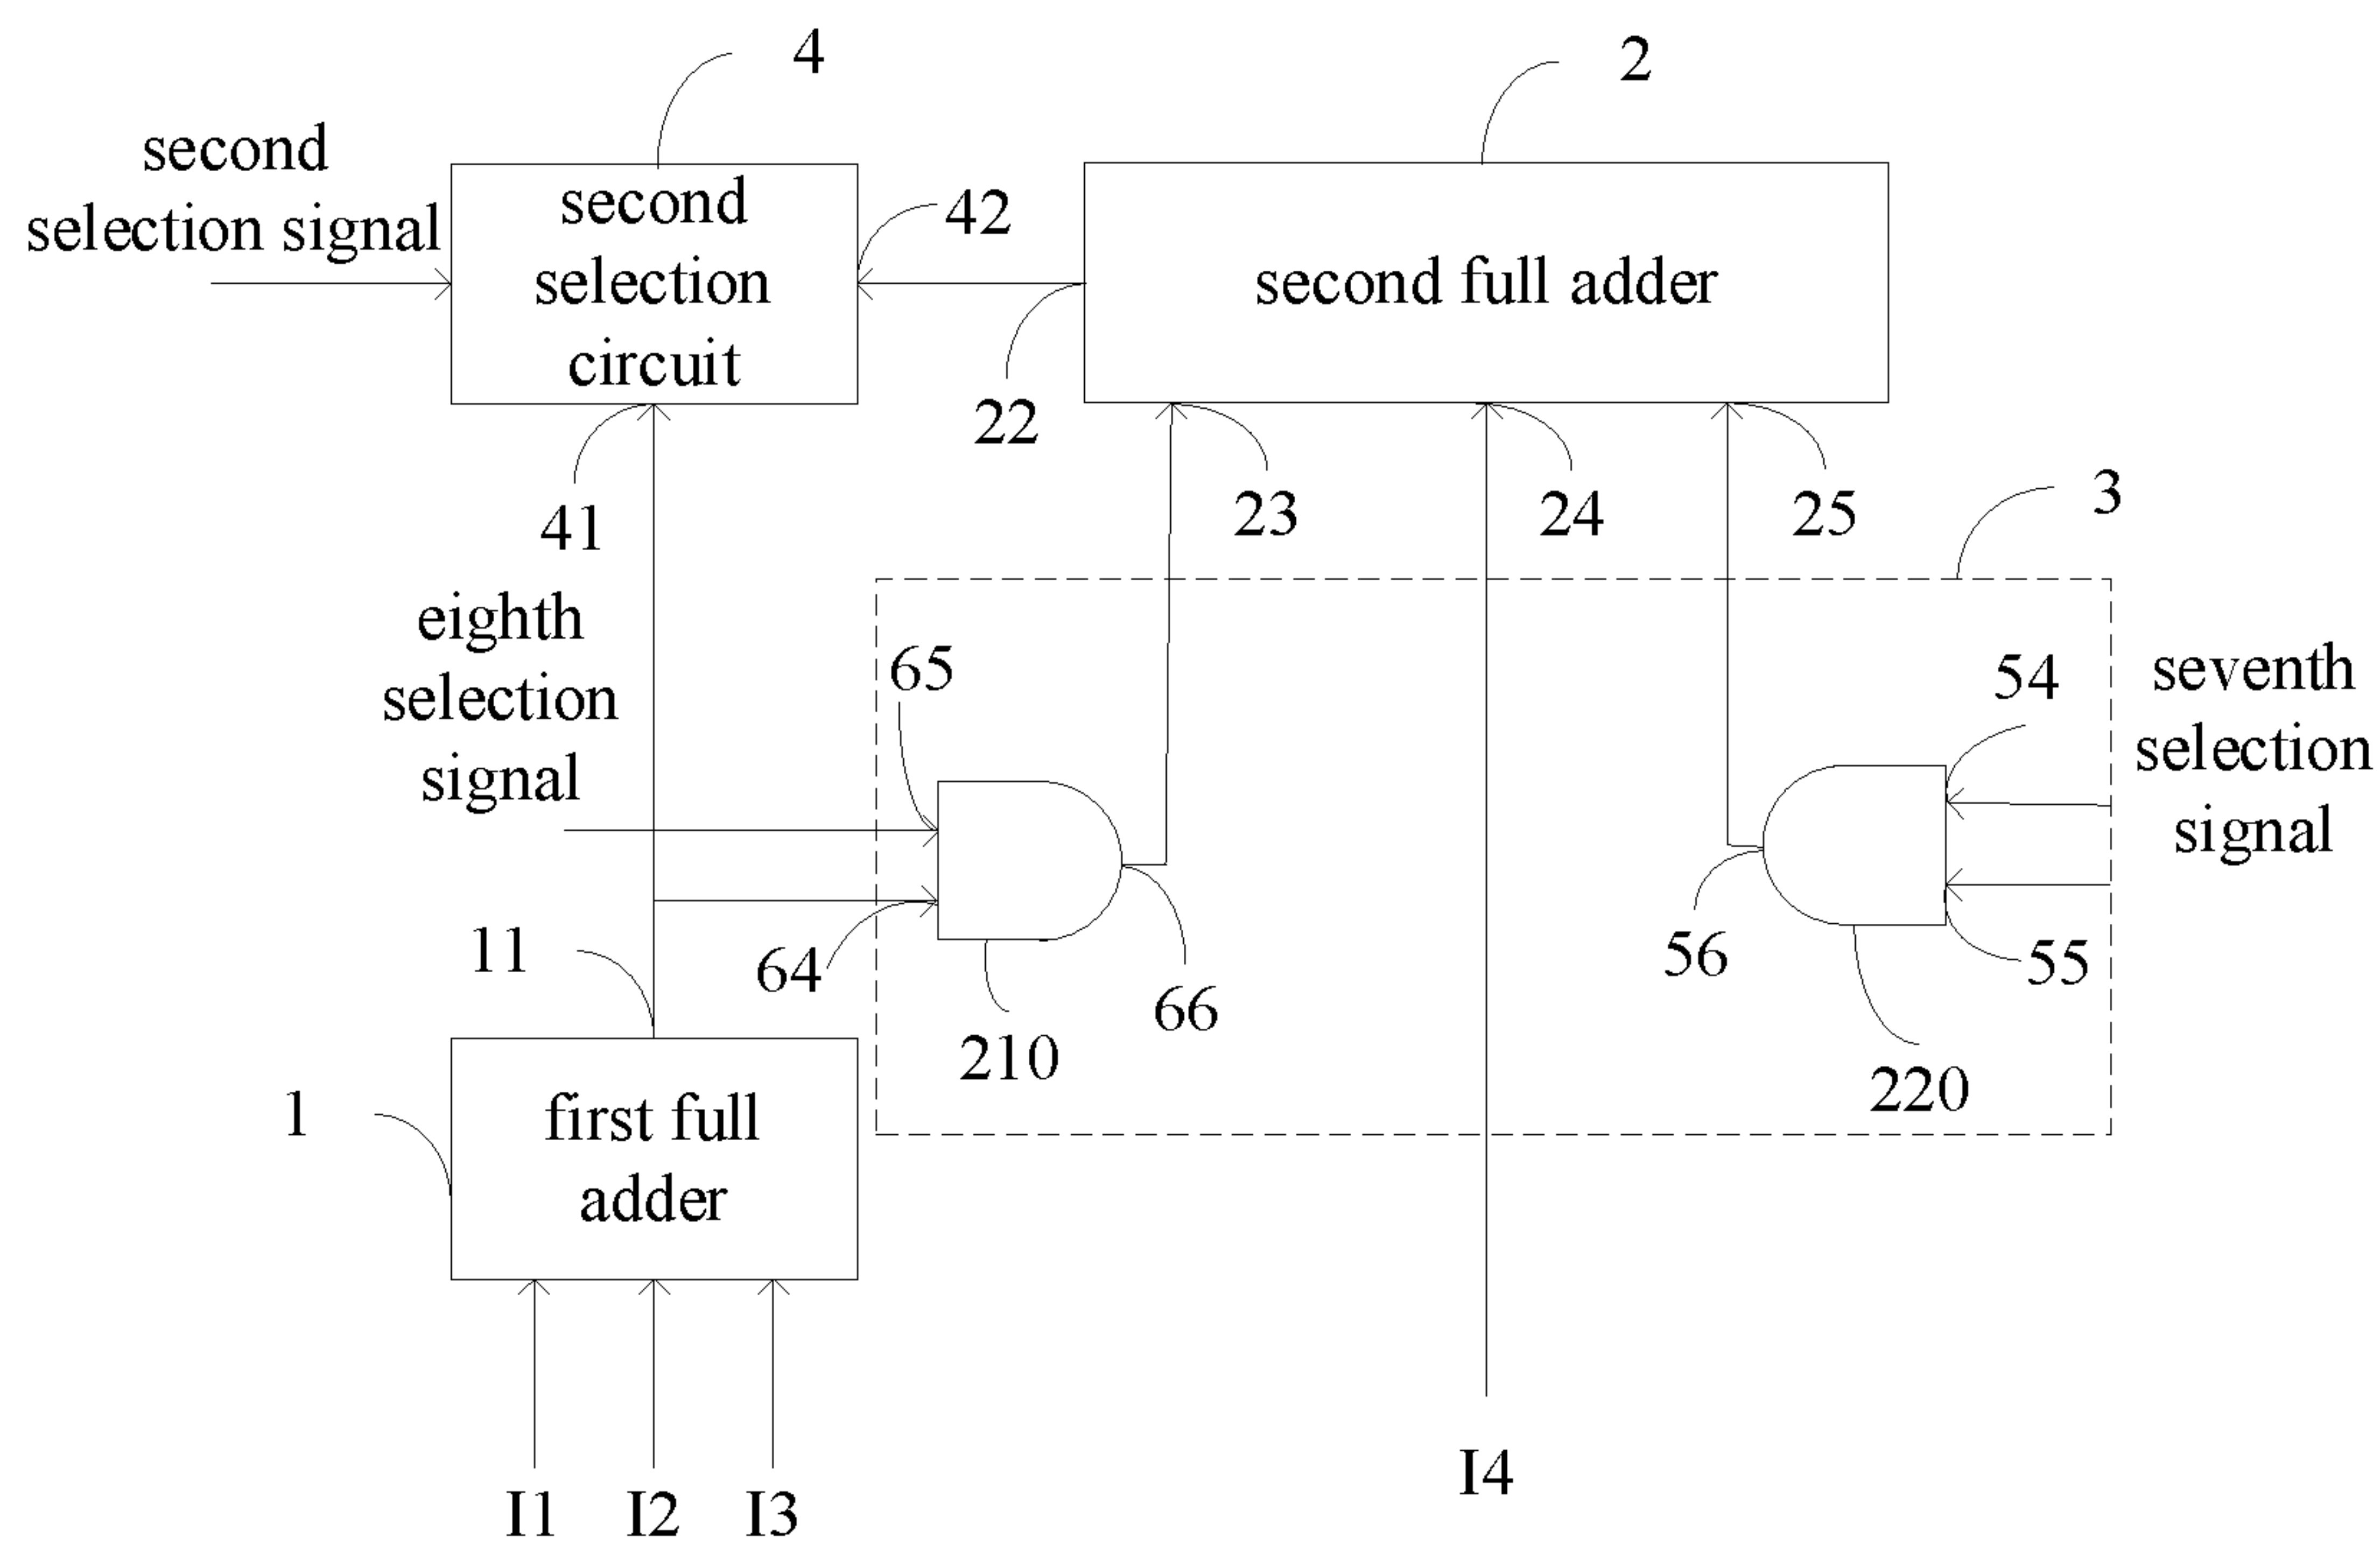 4
2
second
selection signal
second
selection
circuit
42
second full adder
22
41
23
24
25
3
eighth
selection
signal
65
54
seventh
selection
signal
11
64
66
210
56
55
220
1
first full
adder
I1
I2
I3
I4